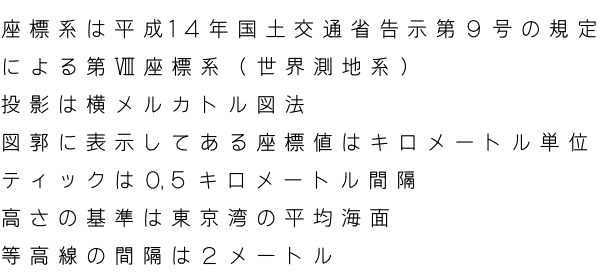 座標系は平成14年国土交通省告示第9号の規定
による第Ⅷ座標系（世界測地系）
投影は横メルカトル図法
図郭に表示してある座標値はキロメートル単位
ティックは0.5キロメートル間隔
高さの基準は東京湾の平均海面
等高線の間隔は2メートル